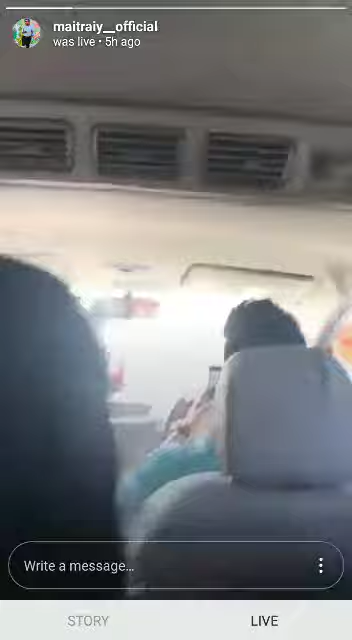 maitraiy__official
was live • 5h ago
Write a message...
STORY
LIVE